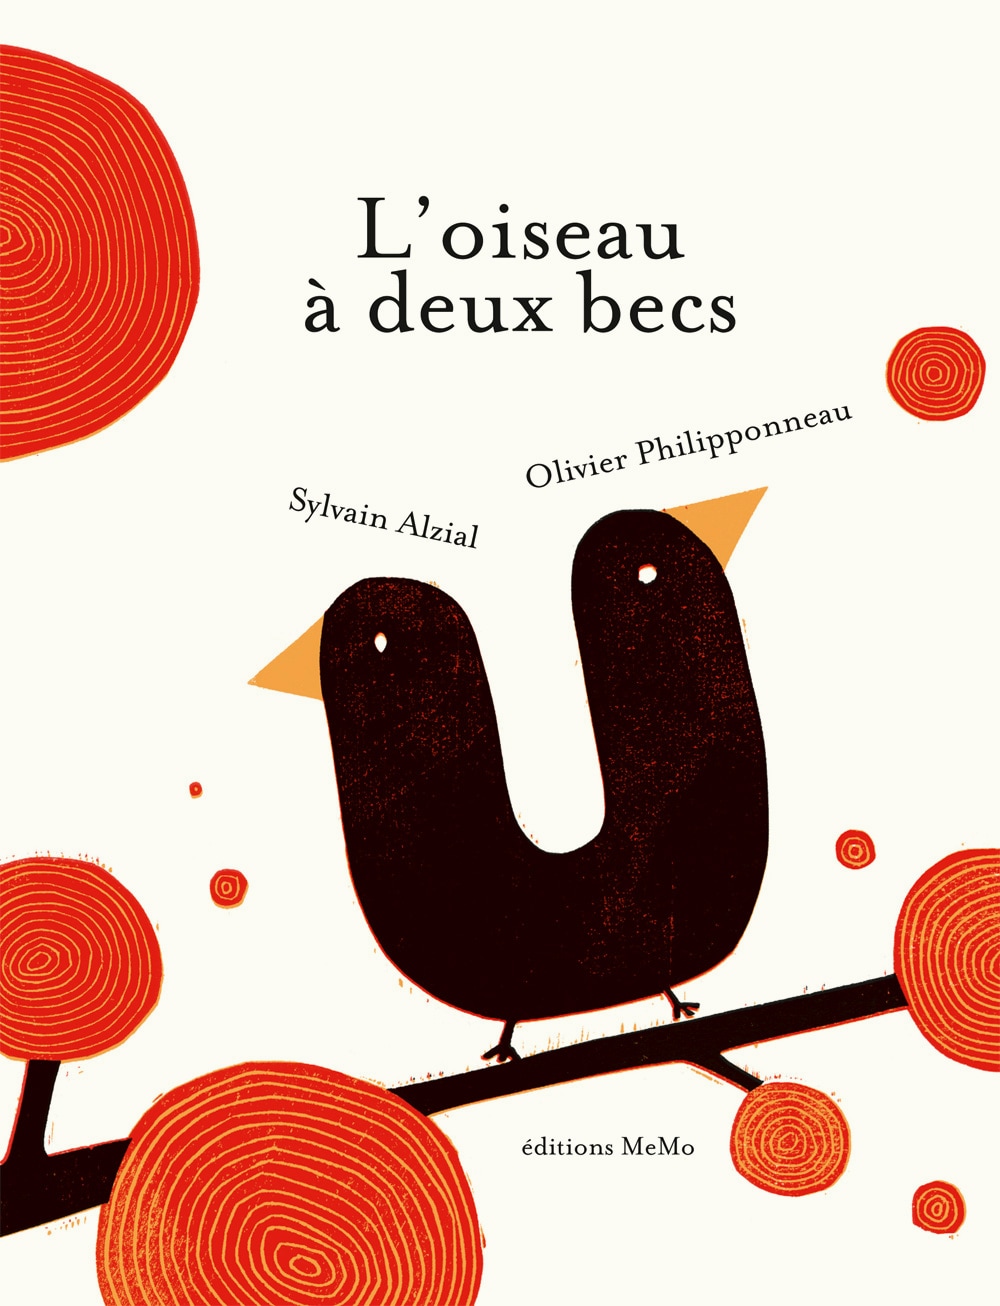 L’oiseau
à deux becs
Olivier Philipponneau
Sylvain Alzial
éditions MeMo